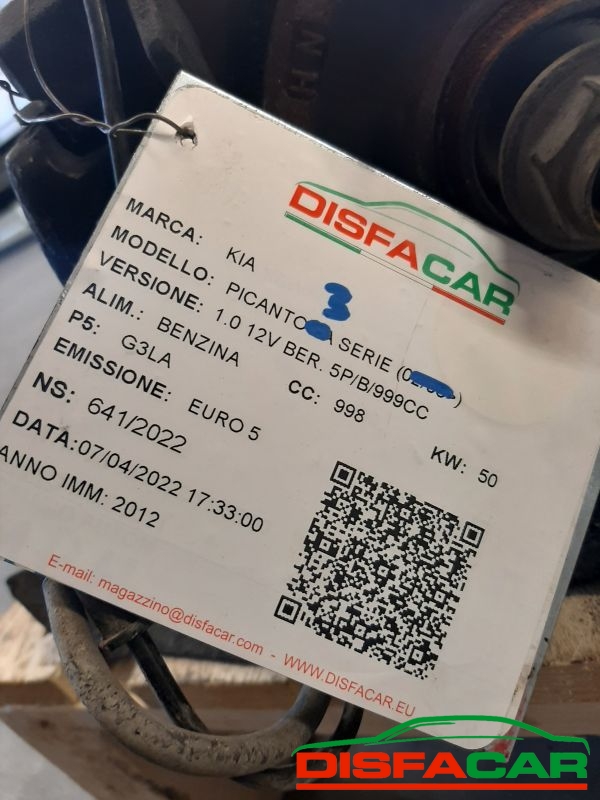 DISFACAR
MARCA: KIA
MODELLO: PICANTO 3 SERIE
VERSIONE: 1.0 12V BER. 5P/B/999CC
ALIM.: BENZINA CC: 998 KW: 50
P5: G3LA
EMISSIONE: EURO 5
NS: 641/2022
DATA: 07/04/2022 17:33:00
ANNO IMM: 2012
E-mail: magazzino@disfacar.com - WWW.DISFACAR.EU
DISFACAR